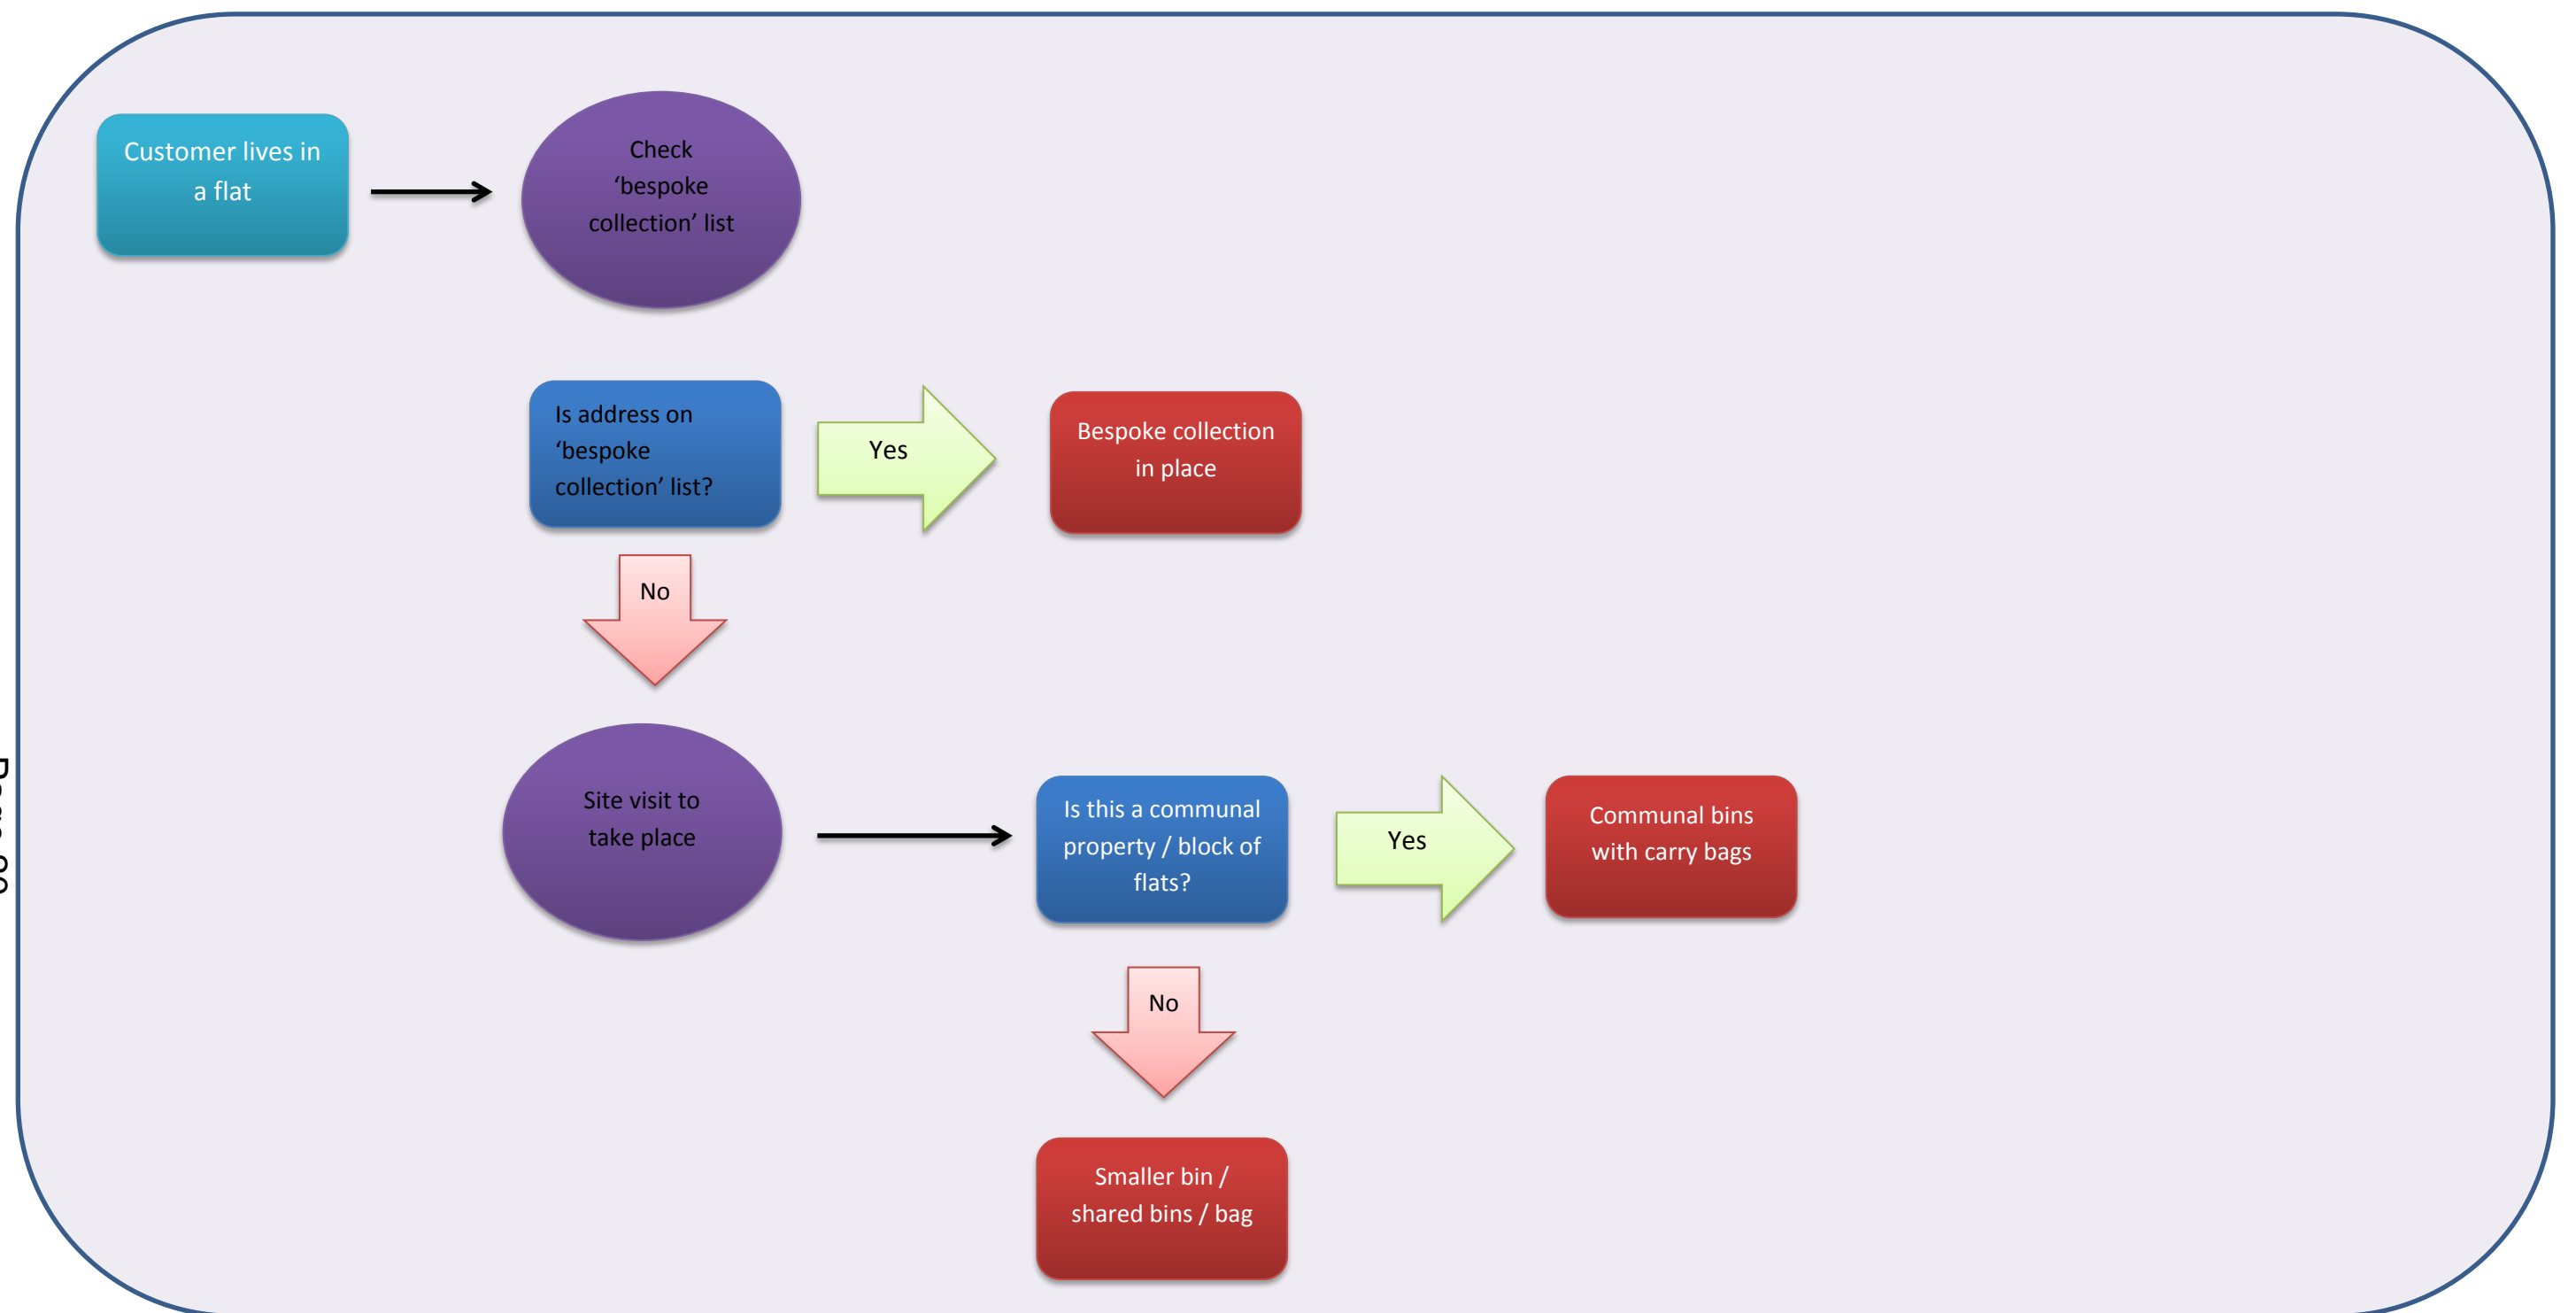 Customer lives in
a flat
Check
‘bespoke
collection’ list
Is address on
‘bespoke
collection’ list?
Yes
Bespoke collection
in place
No
Site visit to
take place
Is this a communal
property / block of
flats?
Yes
Communal bins
with carry bags
No
Smaller bin /
shared bins / bag